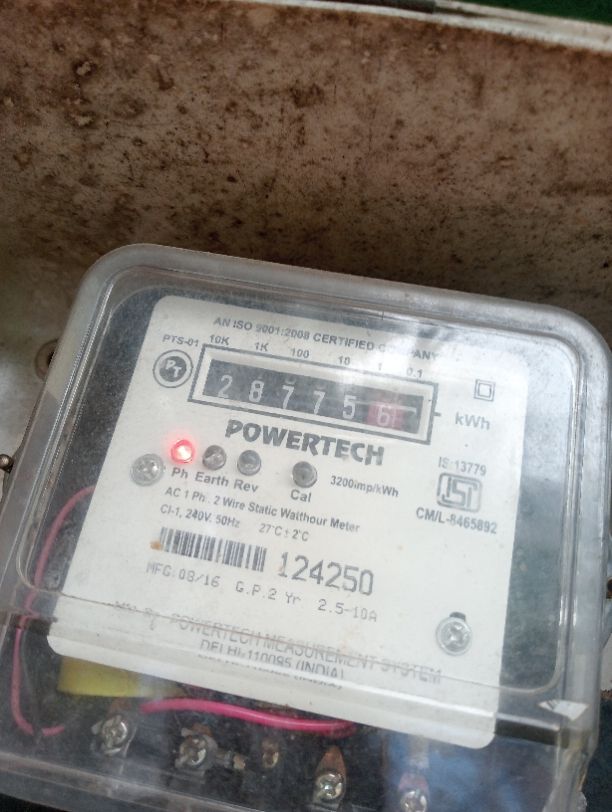 AN ISO 9001:2008 CERTIFIED COMPANY
PTS-01 10K 1K 100 10 1 0.1
PT
2 8 7 7 5 6 kWh
POWERTECH
Ph Earth Rev Cal 3200imp/kWh
IS:13779
ISI
AC 1 Ph., 2 Wire Static Watthour Meter
Cl-1, 240V, 50Hz 27°C ± 2°C
CM/L-8465892
124250
MFG.08/16 G.P.2 Yr 2.5-10A
POWERTECH MEASUREMENT SYSTEM
DELHI-110095 (INDIA)